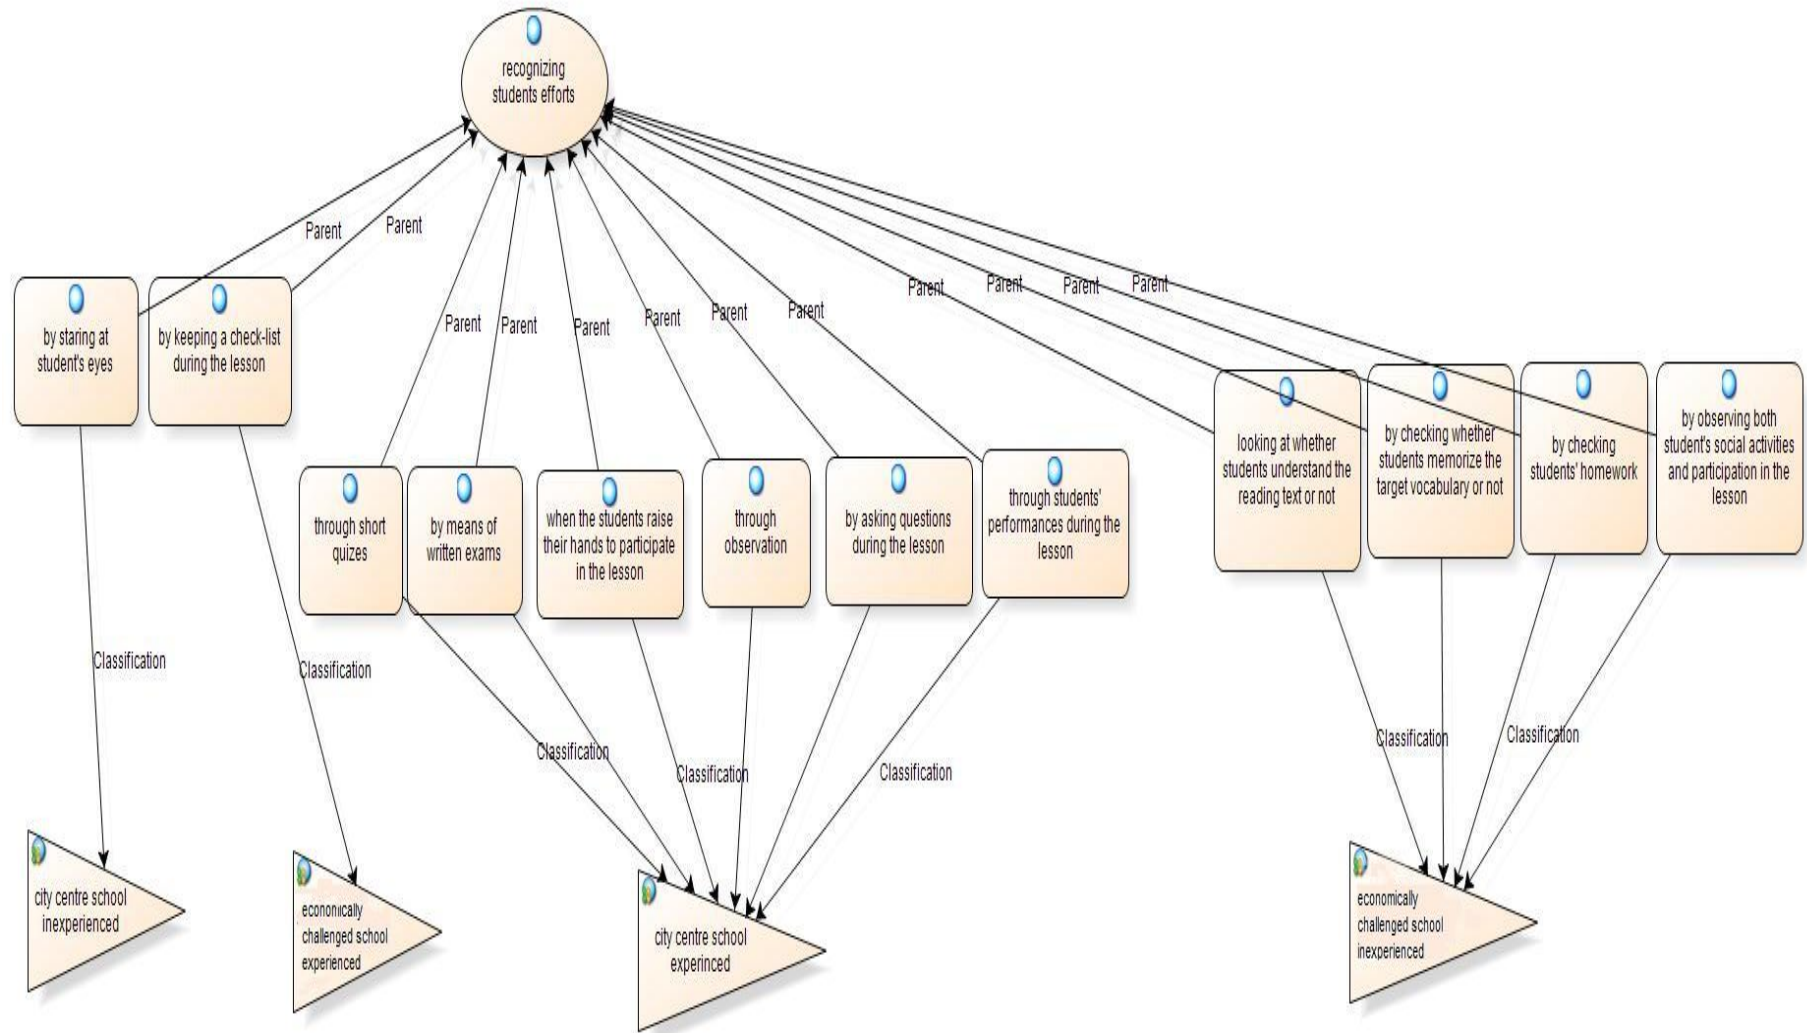 recognizing
students efforts
Parent
Parent
Parent
Parent
Parent
Parent
Parent
Parent
Parent
Parent
Parent
Parent
by staring at
student's eyes
by keeping a check-list
during the lesson
through short
quizes
by means of
written exams
when the students raise
their hands to participate
in the lesson
through
observation
by asking questions
during the lesson
through students'
performances during the
lesson
looking at whether
students understand the
reading text or not
by checking whether
students memorize the
target vocabulary or not
by checking
students' homework
by observing both
student's social activities
and participation in the
lesson
Classification
Classification
Classification
Classification
Classification
Classification
Classification
city centre school
inexperienced
economically
challenged school
experienced
city centre school
experinced
economically
challenged school
inexperienced